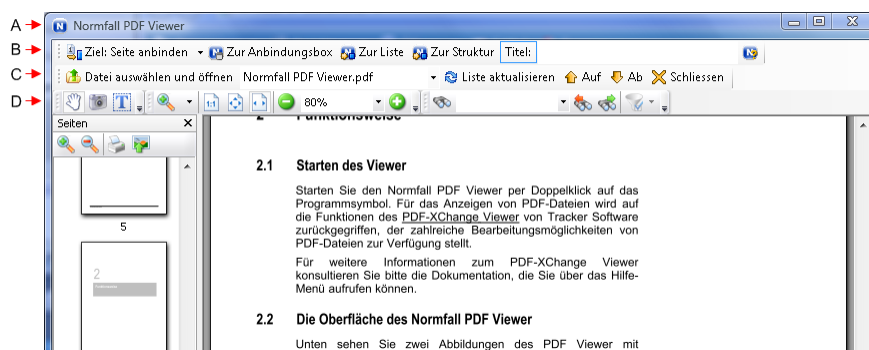 A Normfall PDF Viewer
B Ziel: Seite anbinden Zur Anbindungsbox Zur Liste Zur Struktur Titel:
C Datei auswählen und öffnen Normfall PDF Viewer.pdf Liste aktualisieren Auf Ab Schliessen
D T 1:1 80%
Seiten
2 Funktionsweise
2.1 Starten des Viewer
Starten Sie den Normfall PDF Viewer per Doppelklick auf das
Programmsymbol. Für das Anzeigen von PDF-Dateien wird auf
die Funktionen des PDF-XChange Viewer von Tracker Software
zurückgegriffen, der zahlreiche Bearbeitungsmöglichkeiten von
PDF-Dateien zur Verfügung stellt.
5
Für weitere Informationen zum PDF-XChange Viewer
konsultieren Sie bitte die Dokumentation, die Sie über das Hilfe-
Menü aufrufen können.
2
2.2 Die Oberfläche des Normfall PDF Viewer
Unten sehen Sie zwei Abbildungen des PDF Viewer mit